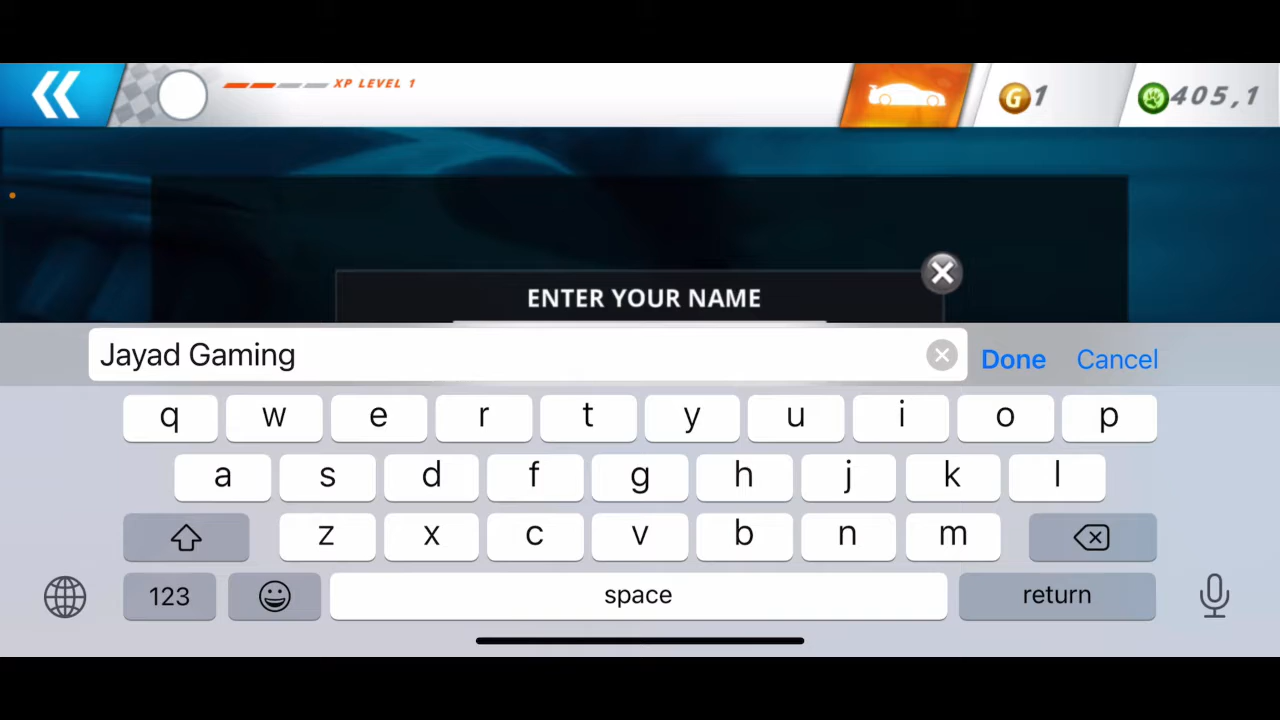 XP LEVEL 1
G 1
405,1
ENTER YOUR NAME
Jayad Gaming
Done Cancel
q w e r t y u i o p
a s d f g h j k l
z x c v b n m
123 space return